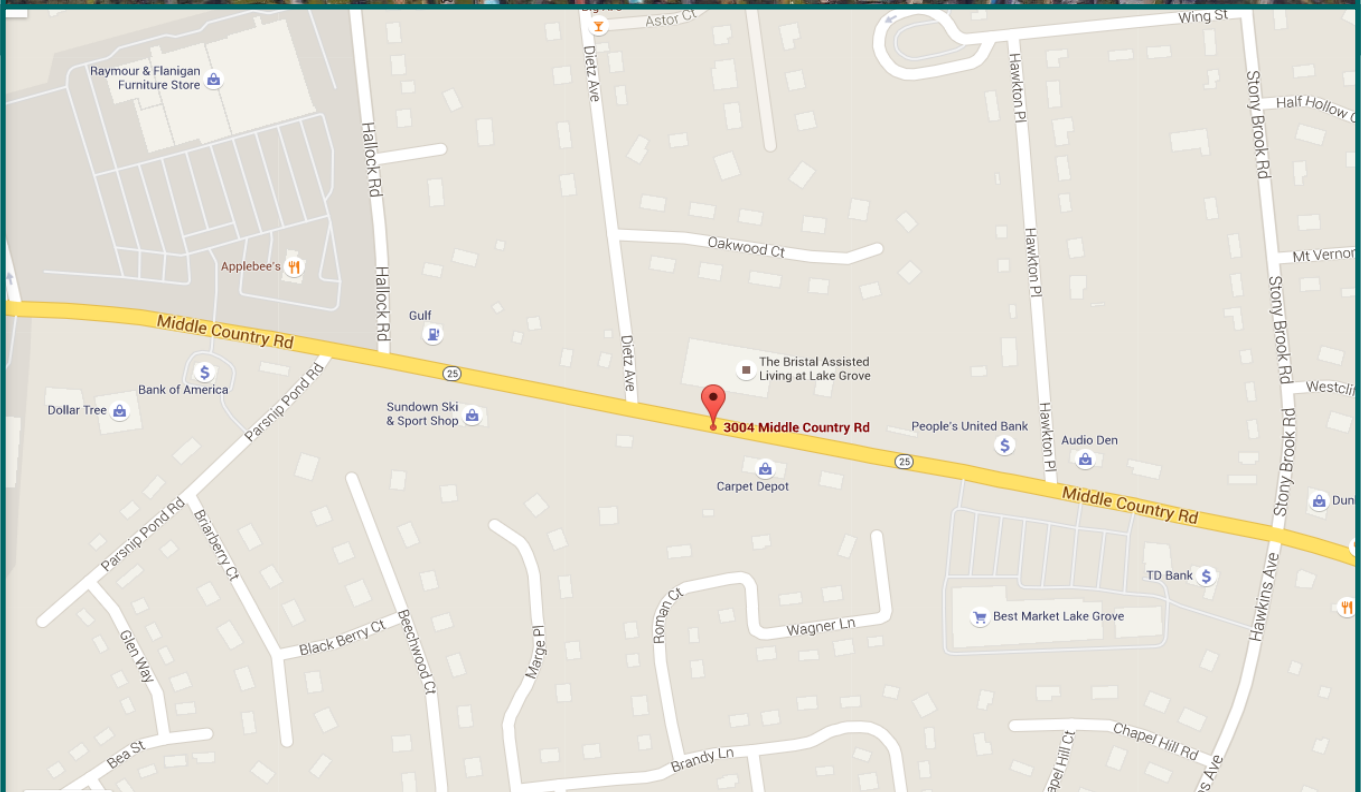 Astor Ct
Wing St
Raymour & Flanigan
Furniture Store
Dietz Ave
Hawkton Pl
Stony Brook Rd
Half Hollow
Hallock Rd
Oakwood Ct
Hawkton Pl
Mt Vernon
Applebee's
Hallock Rd
Stony Brook Rd
Gulf
Middle Country Rd
Dietz Ave
The Bristal Assisted
Living at Lake Grove
25
Bank of America
Parsnip Pond Rd
Dollar Tree
Sundown Ski
& Sport Shop
3004 Middle Country Rd
People's United Bank
Hawkton Pl
Audio Den
Stony Brook Rd
25
Carpet Depot
Middle Country Rd
Parsnip Pond Rd
Briarberry Ct
TD Bank
Hawkins Ave
Roman Ct
Best Market Lake Grove
Wagner Ln
Black Berry Ct
Beechwood Ct
Marge Id
Glen Way
Chapel Hill Rd
Bea St
Brandy Ln